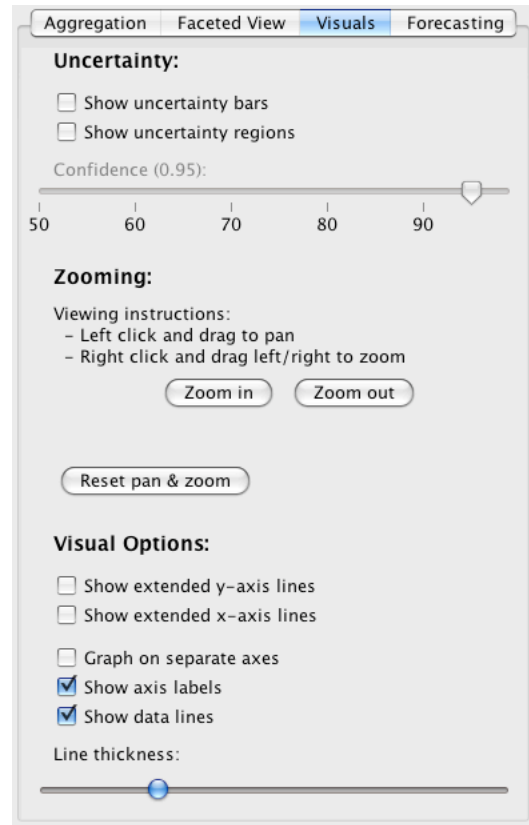 Aggregation Faceted View Visuals Forecasting
Uncertainty:
Show uncertainty bars
Show uncertainty regions
Confidence (0.95):
50 60 70 80 90
Zooming:
Viewing instructions:
– Left click and drag to pan
– Right click and drag left/right to zoom
Zoom in Zoom out
Reset pan & zoom
Visual Options:
Show extended y-axis lines
Show extended x-axis lines
Graph on separate axes
Show axis labels
Show data lines
Line thickness: